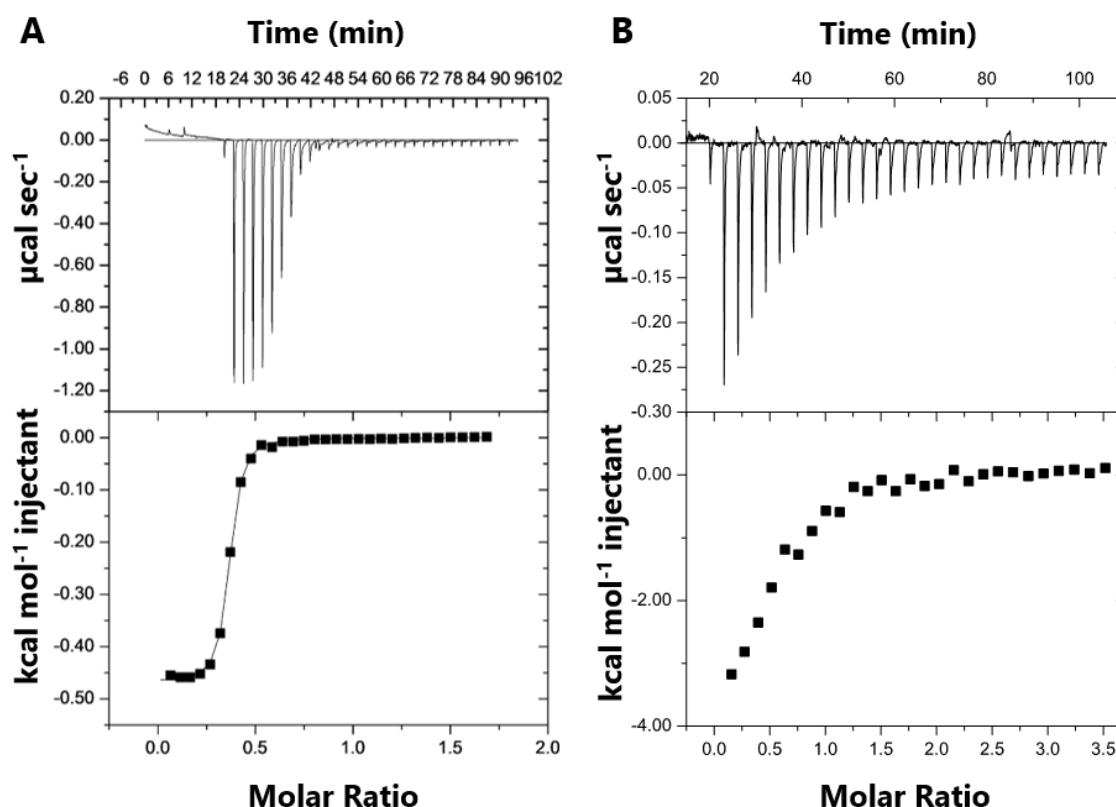 A
Time (min)
-6 0 6 12 18 24 30 36 42 48 54 60 66 72 78 84 90 96 102
0.20
0.00
-0.20
-0.40
-0.60
-0.80
-1.00
-1.20
µcal sec-1
0.00
-0.10
-0.20
-0.30
-0.40
-0.50
kcal mol-1 injectant
0.0 0.5 1.0 1.5 2.0
Molar Ratio
B
Time (min)
20 40 60 80 100
0.05
0.00
-0.05
-0.10
-0.15
-0.20
-0.25
-0.30
µcal sec-1
0.00
-2.00
-4.00
kcal mol-1 injectant
0.0 0.5 1.0 1.5 2.0 2.5 3.0 3.5
Molar Ratio